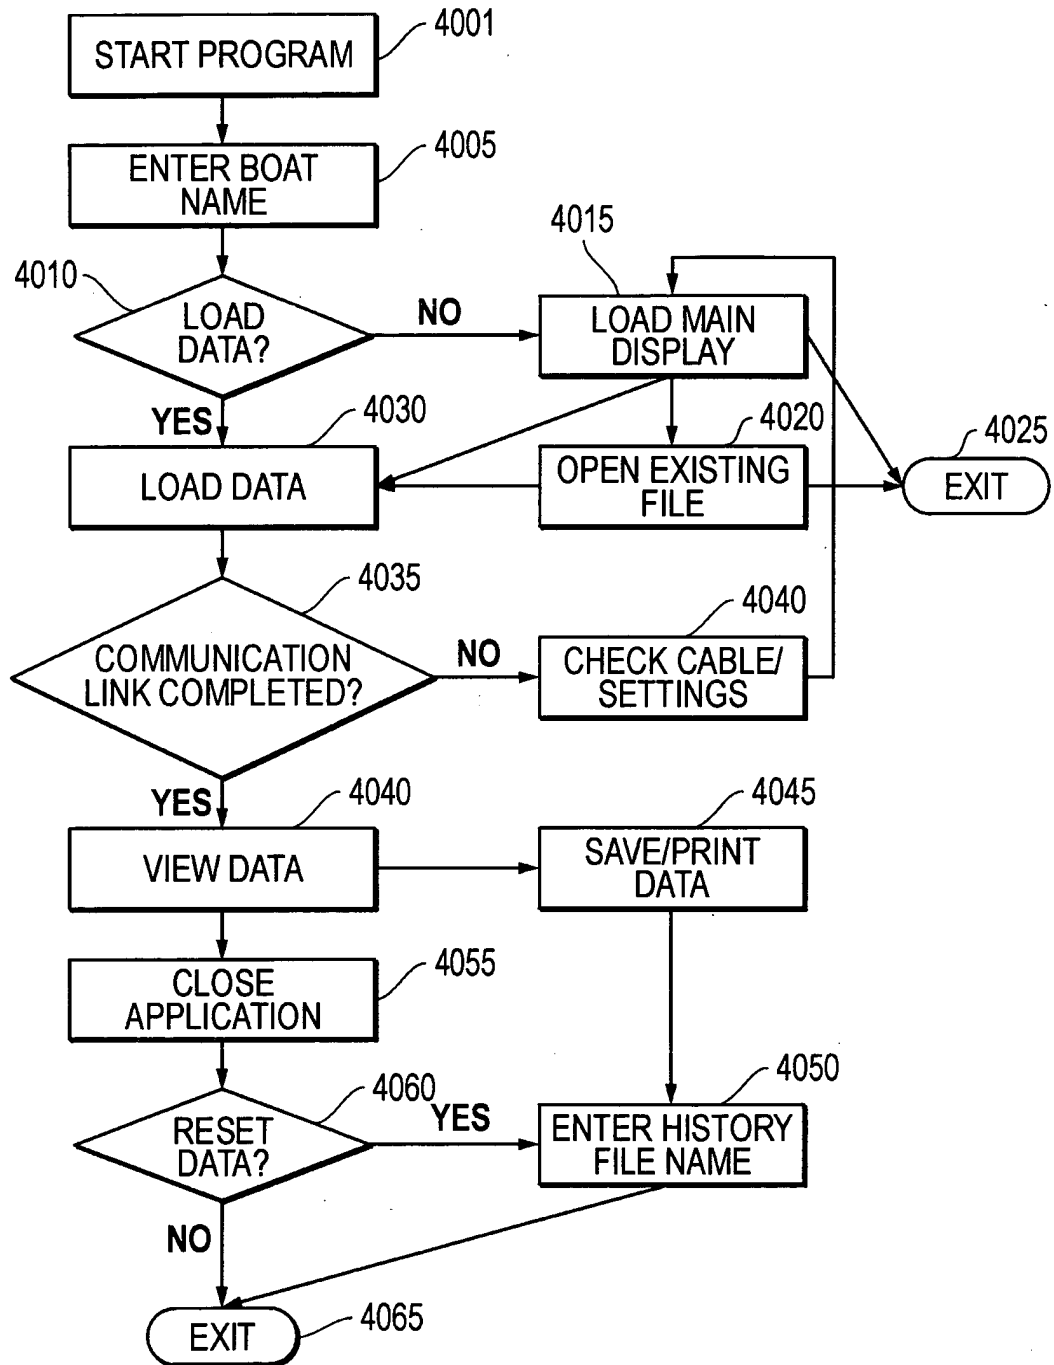 START PROGRAM
4001
ENTER BOAT
NAME
4005
4010
LOAD
DATA?
NO
YES
4015
LOAD MAIN
DISPLAY
4030
LOAD DATA
4020
OPEN EXISTING
FILE
4025
EXIT
4035
COMMUNICATION
LINK COMPLETED?
NO
YES
4040
CHECK CABLE/
SETTINGS
4040
VIEW DATA
4045
SAVE/PRINT
DATA
4055
CLOSE
APPLICATION
4060
RESET
DATA?
YES
NO
4050
ENTER HISTORY
FILE NAME
EXIT
4065